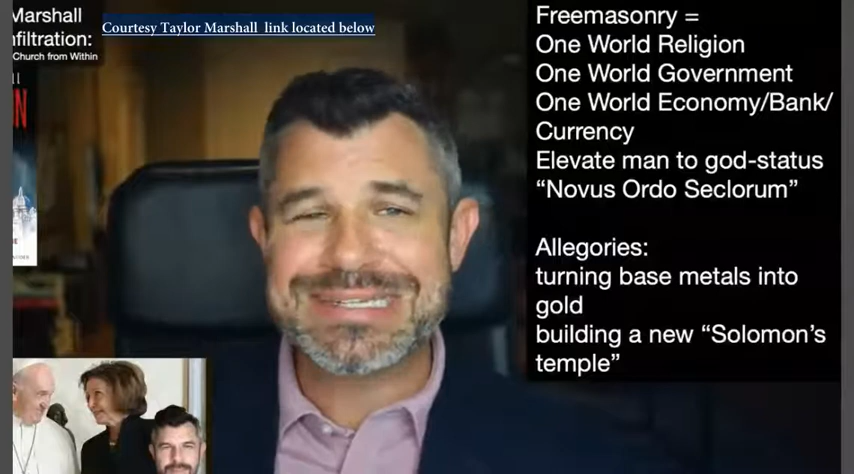 Marshall
nfiltration:
Church from Within
Courtesy Taylor Marshall link located below
Freemasonry =
One World Religion
One World Government
One World Economy/Bank/
Currency
Elevate man to god-status
“Novus Ordo Seclorum”
Allegories:
turning base metals into
gold
building a new “Solomon’s
temple”